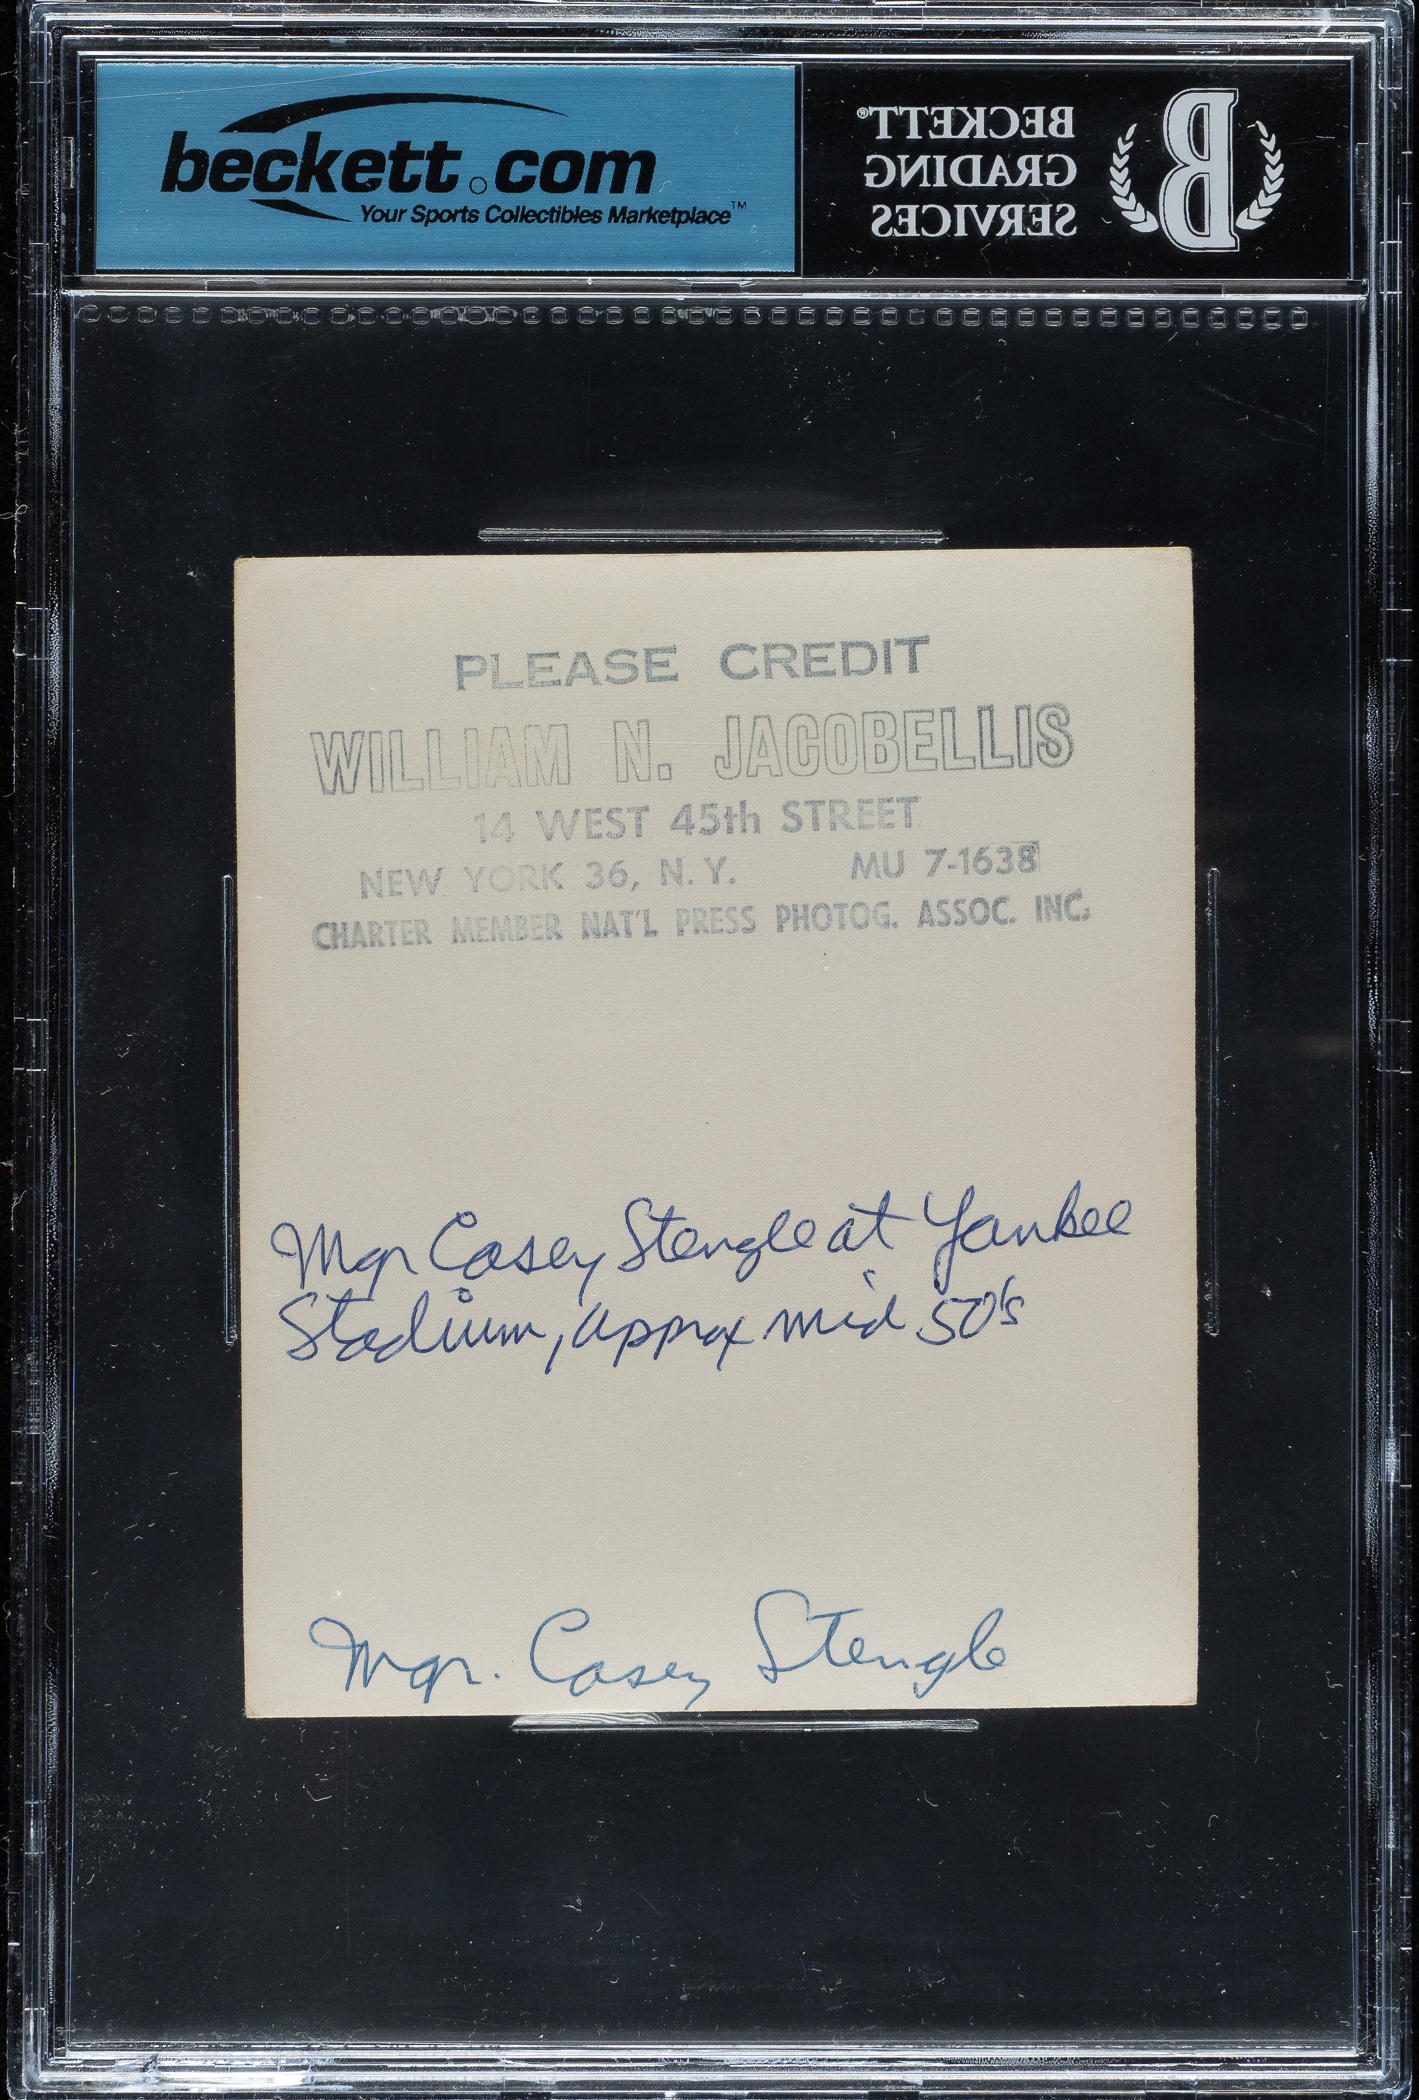 beckett.com
Your Sports Collectibles Marketplace™
BECKETT®
GRADING
SERVICES
B
PLEASE CREDIT
WILLIAM N. JACOBELLIS
14 WEST 45th STREET
NEW YORK 36, N.Y. MU 7-1638
CHARTER MEMBER NAT'L PRESS PHOTOG. ASSOC. INC.
Mgr Casey Stengle at Yankee
Stadium, approx mid 50's
Mgr. Casey Stengle